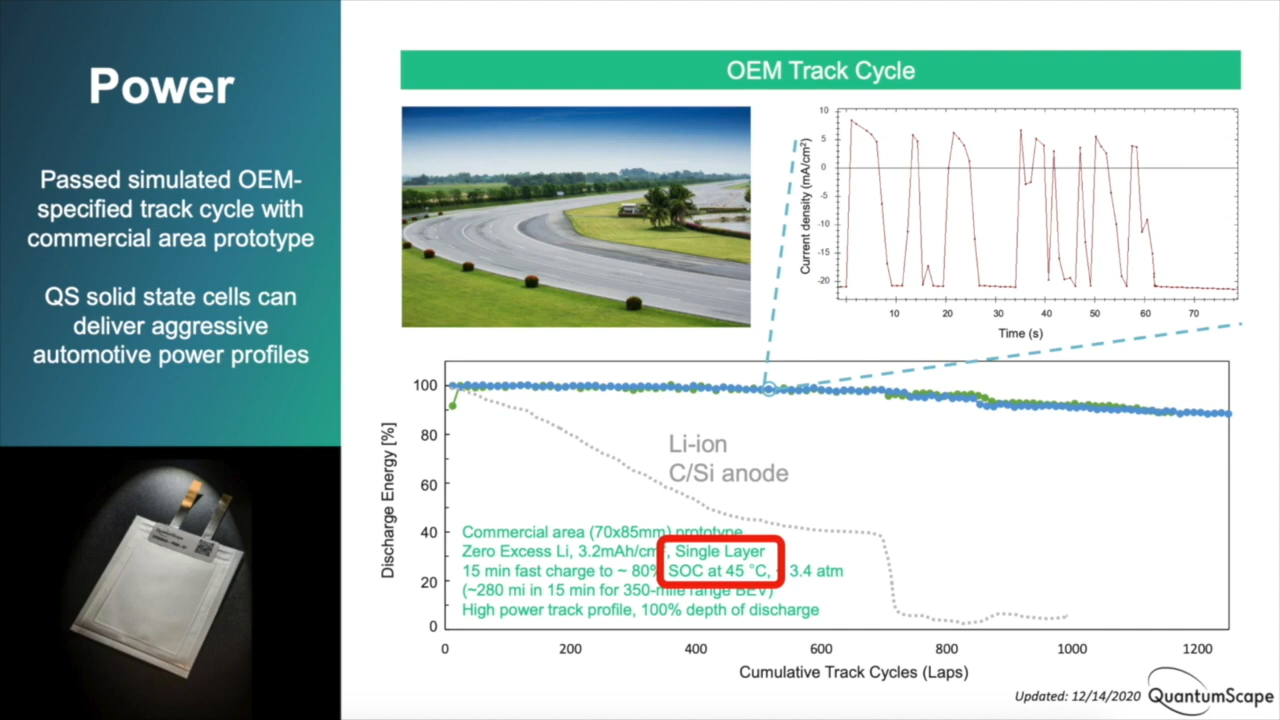 Power
Passed simulated OEM-
specified track cycle with
commercial area prototype
QS solid state cells can
deliver aggressive
automotive power profiles
OEM Track Cycle
Current density (mA/cm²)
10
5
0
-5
-10
-15
-20
10 20 30 40 50 60 70
Time (s)
Discharge Energy [%]
100
80
60
40
20
0
Li-ion
C/Si anode
Commercial area (70x85mm) prototype
Zero Excess Li, 3.2mAh/cm², Single Layer
15 min fast charge to ~ 80% SOC at 45 °C, 3.4 atm
(~280 mi in 15 min for 350-mile range BEV)
High power track profile, 100% depth of discharge
0 200 400 600 800 1000 1200
Cumulative Track Cycles (Laps)
Updated: 12/14/2020
QuantumScape